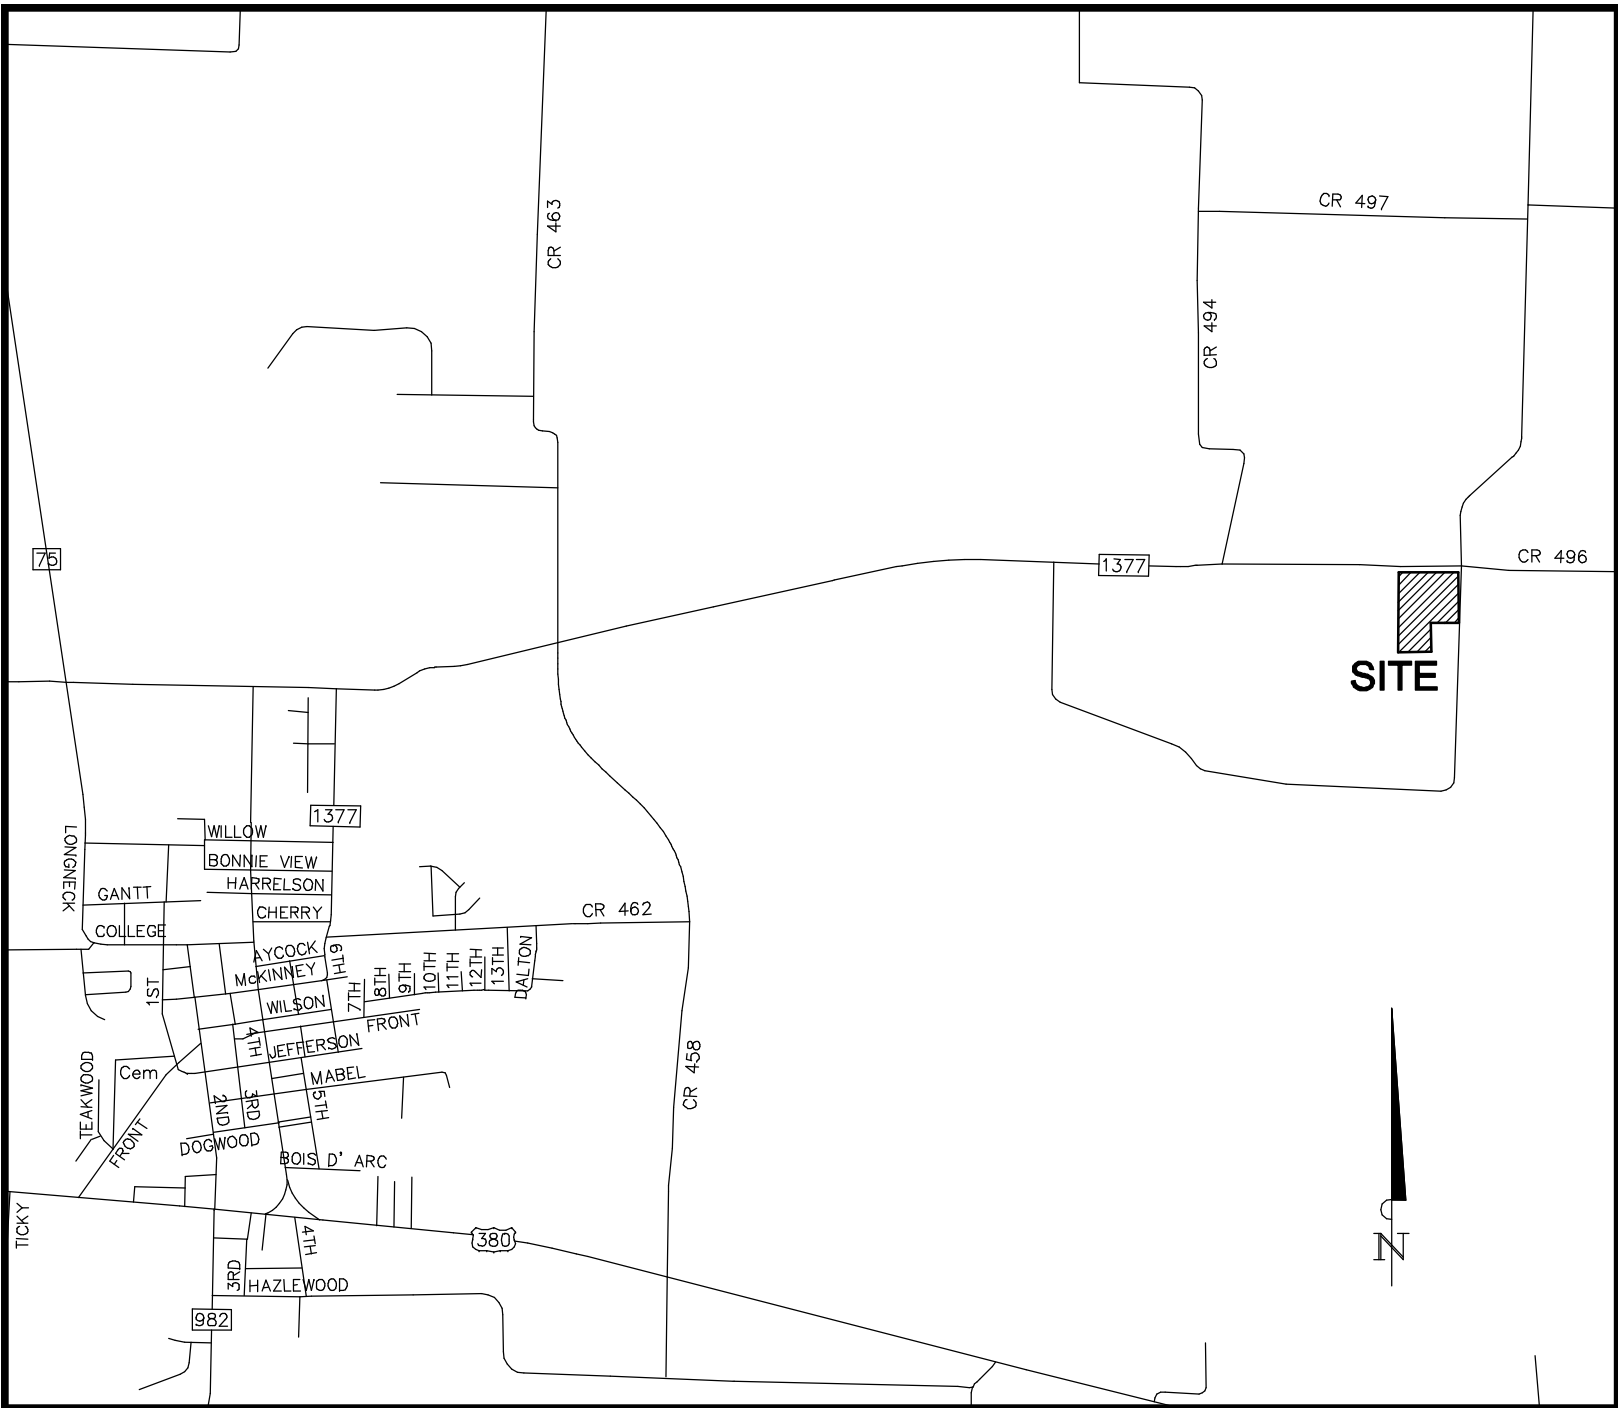 CR 497
CR 463
CR 494
75
1377
CR 496
SITE
1377
WILLOW
LONGNECK
BONNIE VIEW
HARRELSON
GANTT
CHERRY
CR 462
COLLEGE
AYCOCK
6TH
McKINNEY
1ST
7TH
8TH
9TH
10TH
11TH
12TH
13TH
DALTON
WILSON
FRONT
4TH
JEFFERSON
CR 458
TEAKWOOD
Cem
MABEL
2ND
3RD
5TH
FRONT
DOGWOOD
BOIS D' ARC
TICKY
4TH
380
N
3RD
HAZLEWOOD
982